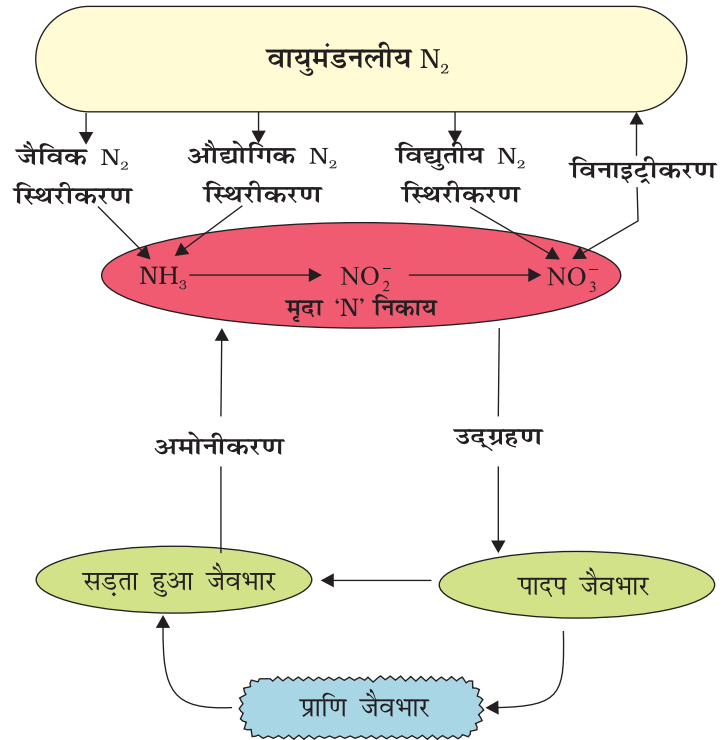 वायुमंडनलीय N₂
जैविक N₂
स्थिरीकरण
औद्योगिक N₂
स्थिरीकरण
विद्युतीय N₂
स्थिरीकरण
विनाइट्रीकरण
NH₃
NO₂⁻
NO₃⁻
मृदा ‘N’ निकाय
अमोनीकरण
उद्ग्रहण
सड़ता हुआ जैवभार
पादप जैवभार
प्राणि जैवभार